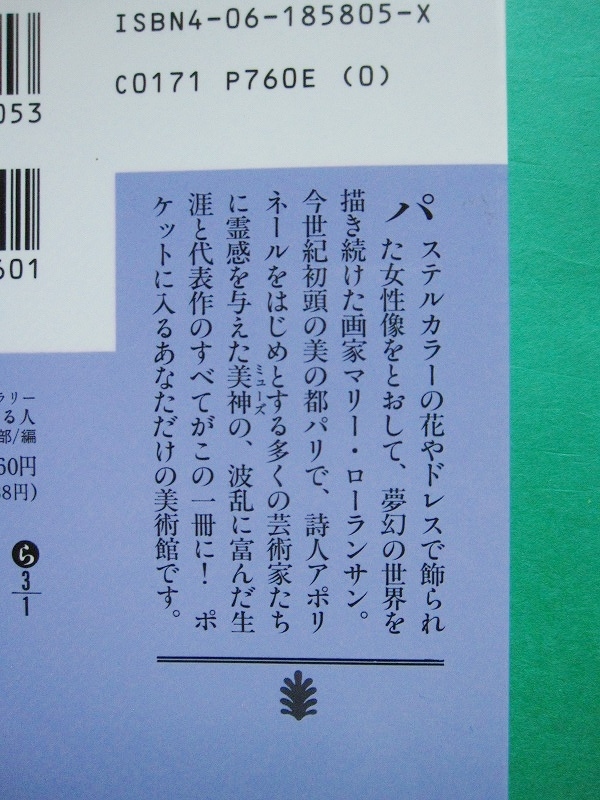 ISBN4-06-185805-X
C0171 P760E (0)
053
601
パステルカラーの花やドレスで飾られ
た女性像をとおして、夢幻の世界を
描き続けた画家マリー・ローランサン。
今世紀初頭の美の都パリで、詩人アポリ
ネールをはじめとする多くの芸術家たち
に霊感を与えた美神の、波乱に富んだ生
ミューズ
涯と代表作のすべてがこの一冊に! ポ
ケットに入るあなただけの美術館です。
ラリー
る人
部/編
60円
8円)
ら
3
1